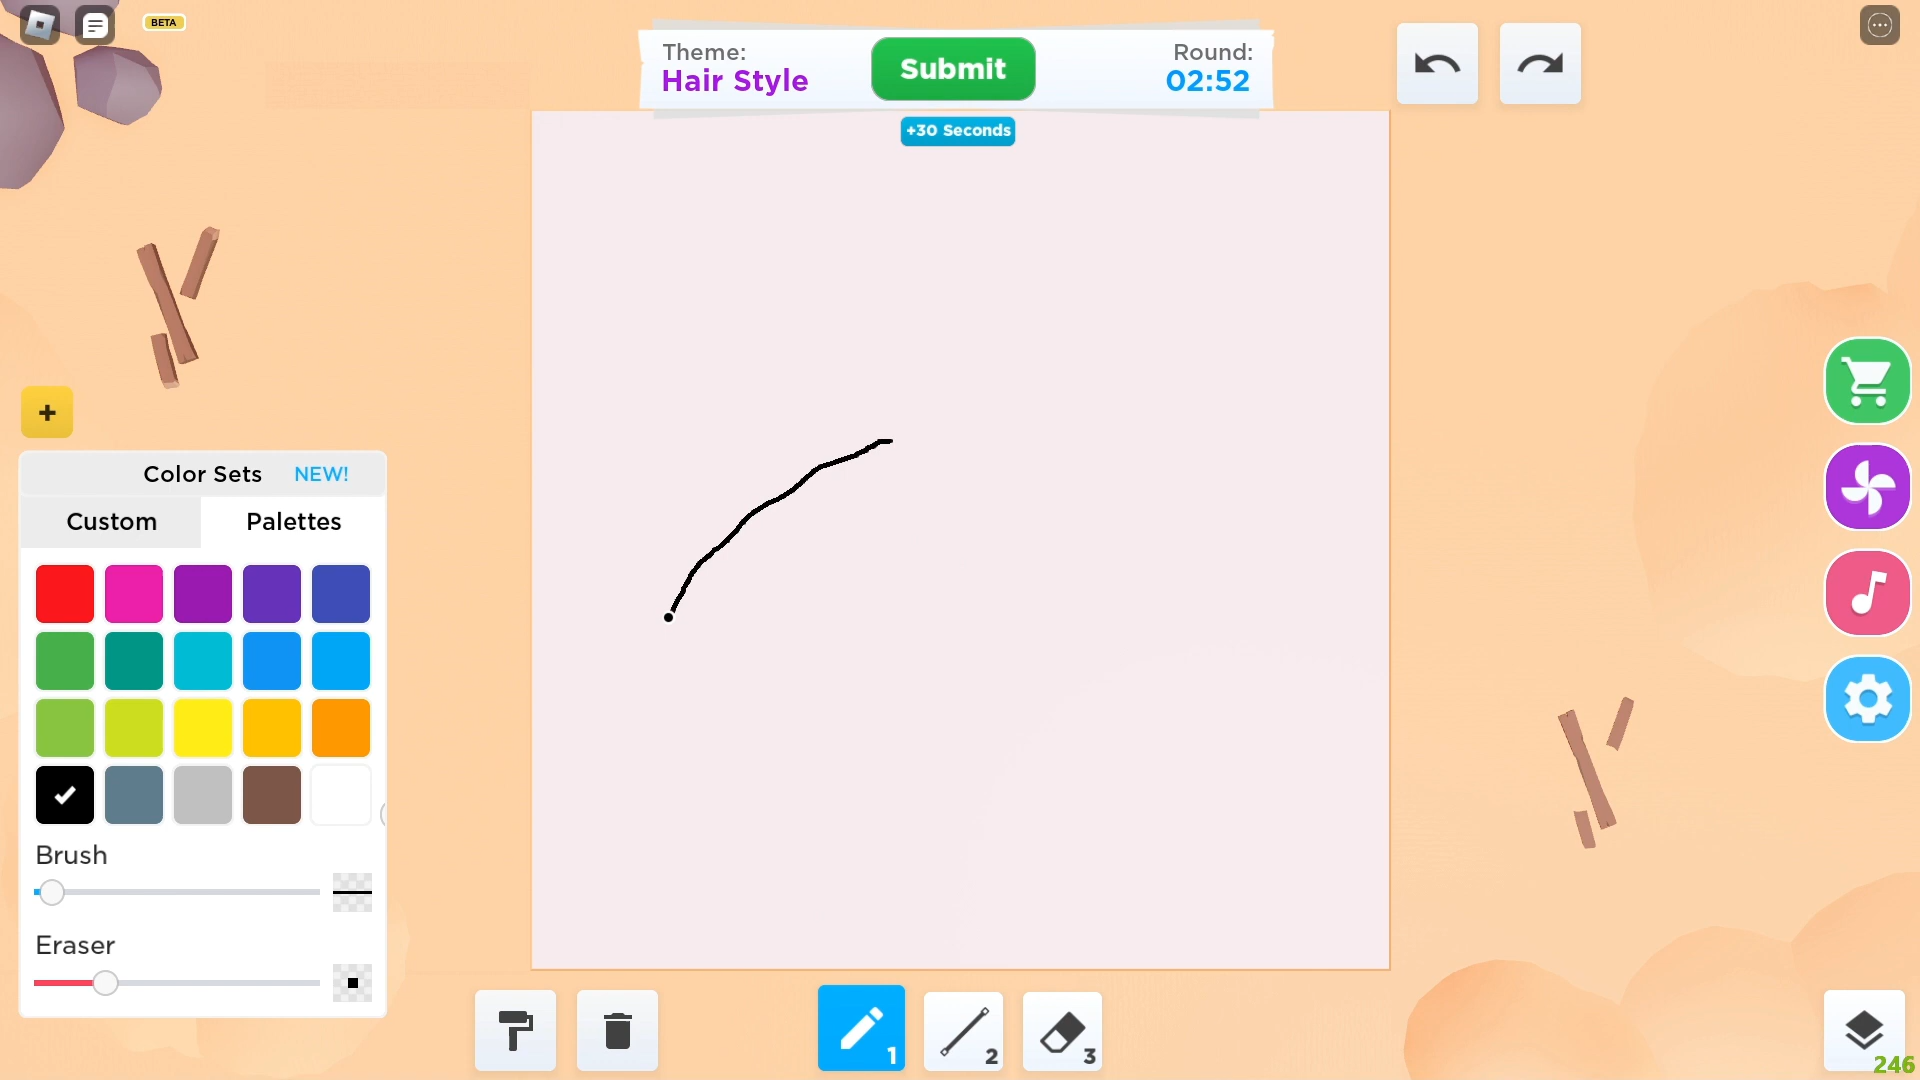 BETA
Theme:
Hair Style
Submit
Round:
02:52
+30 Seconds
+
Color Sets NEW!
Custom Palettes
Brush
Eraser
1
2
3
246